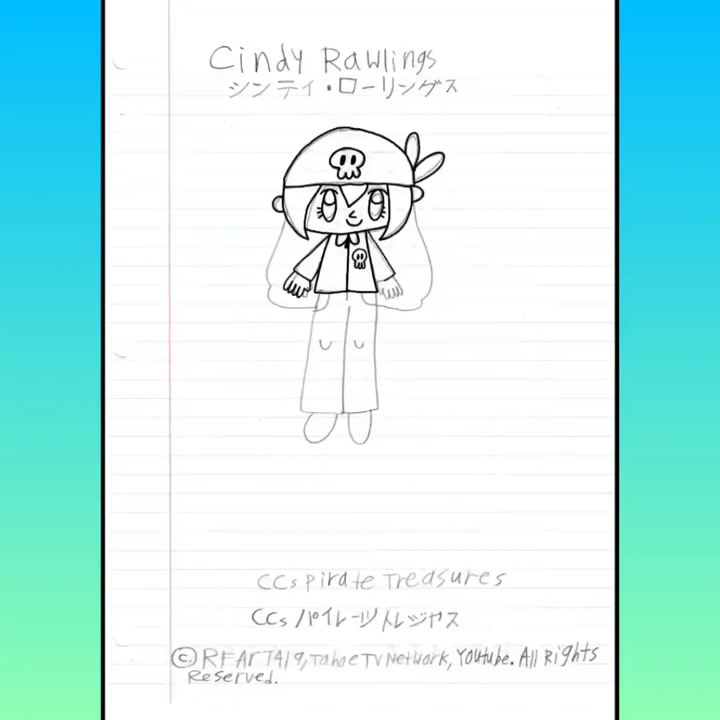 Cindy Rawlings
シンティ・ローリングス
CCs Pirate Treasures
CCs パイレーツトレジャス
©RFArT419, Tahoe TV Network, Youtube. All Rights
Reserved.